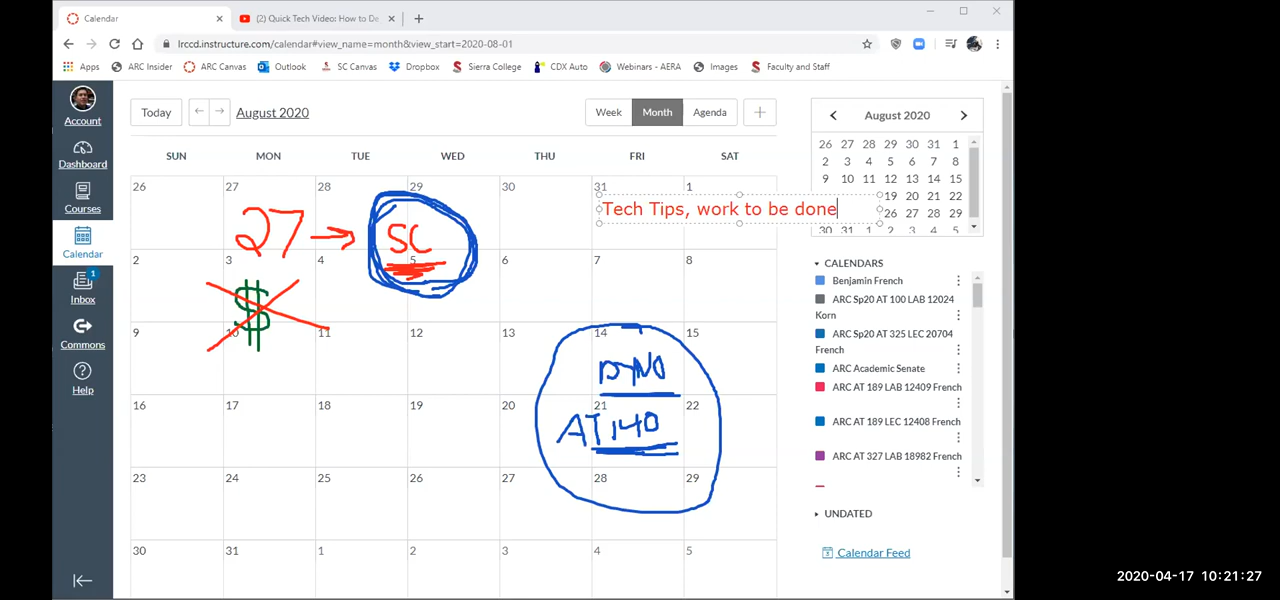 Calendar
(2) Quick Tech Video: How to De
lrccd.instructure.com/calendar#view_name=month&view_start=2020-08-01
Apps ARC Insider ARC Canvas Outlook SC Canvas Dropbox Sierra College CDX Auto Webinars - AERA Images Faculty and Staff
Account
Dashboard
Courses
Calendar
1
Inbox
Commons
Help
Today August 2020 Week Month Agenda
SUN MON TUE WED THU FRI SAT
26 27 28 29 30 31 1
Tech Tips, work to be done
27 SC
2 3 4 5 6 7 8
$
9 10 11 12 13 14 15
DYNO
16 17 18 19 20 21 22
AT 140
23 24 25 26 27 28 29
30 31 1 2 3 4 5
August 2020
26 27 28 29 30 31 1
2 3 4 5 6 7 8
9 10 11 12 13 14 15
19 20 21 22
26 27 28 29
30 31 1 2 3 4 5
CALENDARS
Benjamin French
ARC Sp20 AT 100 LAB 12024
Korn
ARC Sp20 AT 325 LEC 20704
French
ARC Academic Senate
ARC AT 189 LAB 12409 French
ARC AT 189 LEC 12408 French
ARC AT 327 LAB 18982 French
UNDATED
Calendar Feed
2020-04-17 10:21:27